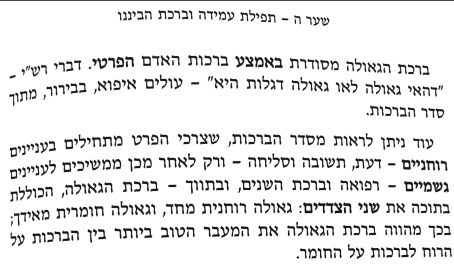 שער ה – תפילת עמידה וברכת הביננו
ברכת הגאולה מסודרת באמצע ברכות האדם הפרטי. דברי רש״י –
״דהאי גאולה לאו גאולה דגלות היא״ – עולים איפוא, בבירור, מתוך
סדר הברכות.
עוד ניתן לראות מסדר הברכות, שצרכי הפרט מתחילים בעניינים
רוחניים – דעת, תשובה וסליחה – ורק לאחר מכן ממשיכים לעניינים
גשמיים – רפואה וברכת השנים, ובתווך – ברכת הגאולה, הכוללת
בתוכה את שני הצדדים: גאולה רוחנית מחד, וגאולה חומרית מאידך;
בכך מהווה ברכת הגאולה את המעבר הטוב ביותר בין הברכות על
הרוח לברכות על החומר.